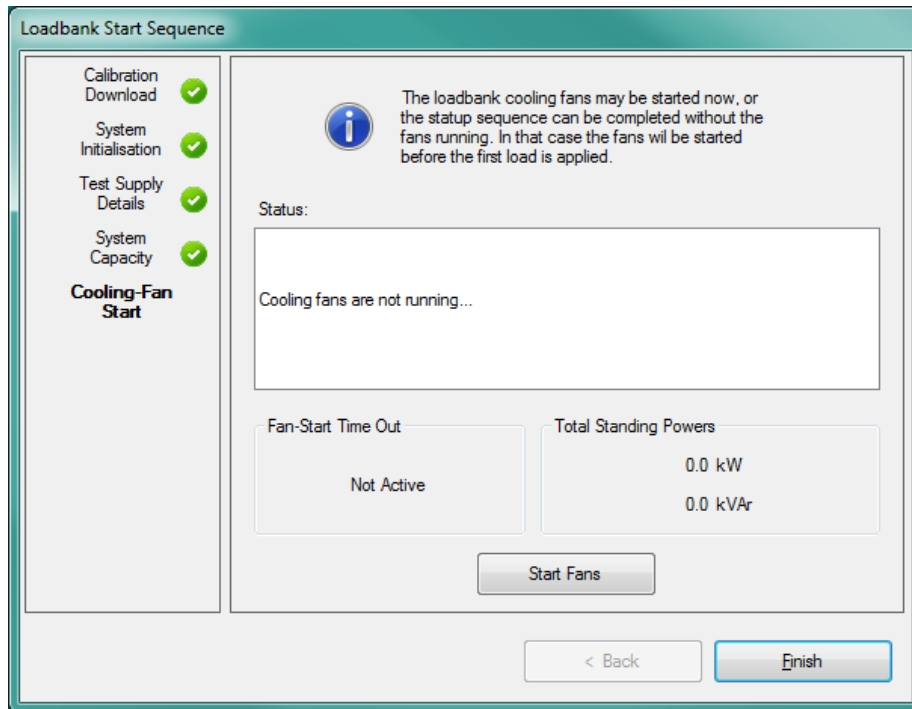 Loadbank Start Sequence
Calibration
Download
System
Initialisation
Test Supply
Details
System
Capacity
Cooling-Fan
Start
The loadbank cooling fans may be started now, or
the statup sequence can be completed without the
fans running. In that case the fans wil be started
before the first load is applied.
Status:
Cooling fans are not running...
Fan-Start Time Out
Not Active
Total Standing Powers
0.0 kW
0.0 kVAr
Start Fans
< Back
Finish